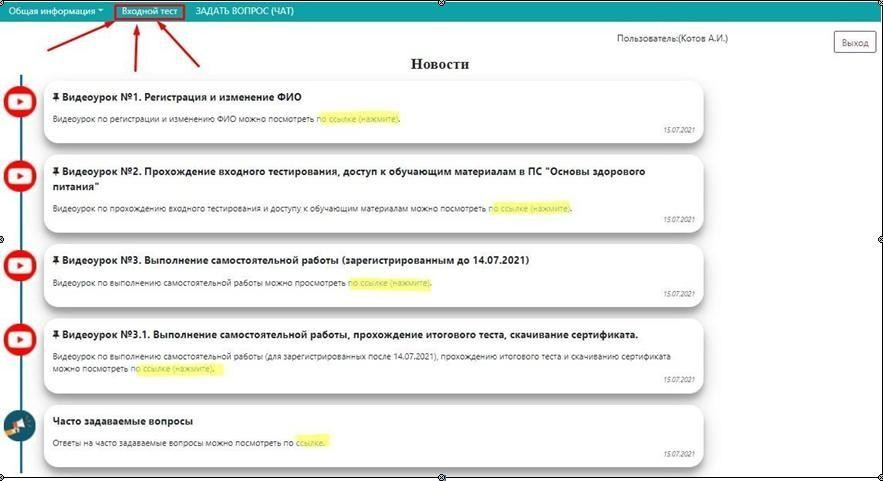 Общая информация Входной тест ЗАДАТЬ ВОПРОС (ЧАТ)
Пользователь:(Котов А.И.)
Выход
Новости
Видеоурок №1. Регистрация и изменение ФИО
Видеоурок по регистрации и изменению ФИО можно посмотреть по ссылке (нажмите).
15.07.2021
Видеоурок №2. Прохождение входного тестирования, доступ к обучающим материалам в ПС "Основы здорового
питания"
Видеоурок по прохождению входного тестирования и доступу к обучающим материалам можно посмотреть по ссылке (нажмите).
15.07.2021
Видеоурок №3. Выполнение самостоятельной работы (зарегистрированным до 14.07.2021)
Видеоурок по выполнению самостоятельной работы можно просмотреть по ссылке (нажмите).
15.07.2021
Видеоурок №3.1. Выполнение самостоятельной работы, прохождение итогового теста, скачивание сертификата.
Видеоурок по выполнению самостоятельной работы (для зарегистрированных после 14.07.2021), прохождению итогового теста и скачиванию сертификата
можно посмотреть по ссылке (нажмите).
15.07.2021
Часто задаваемые вопросы
Ответы на часто задаваемые вопросы можно посмотреть по ссылке.
15.07.2021